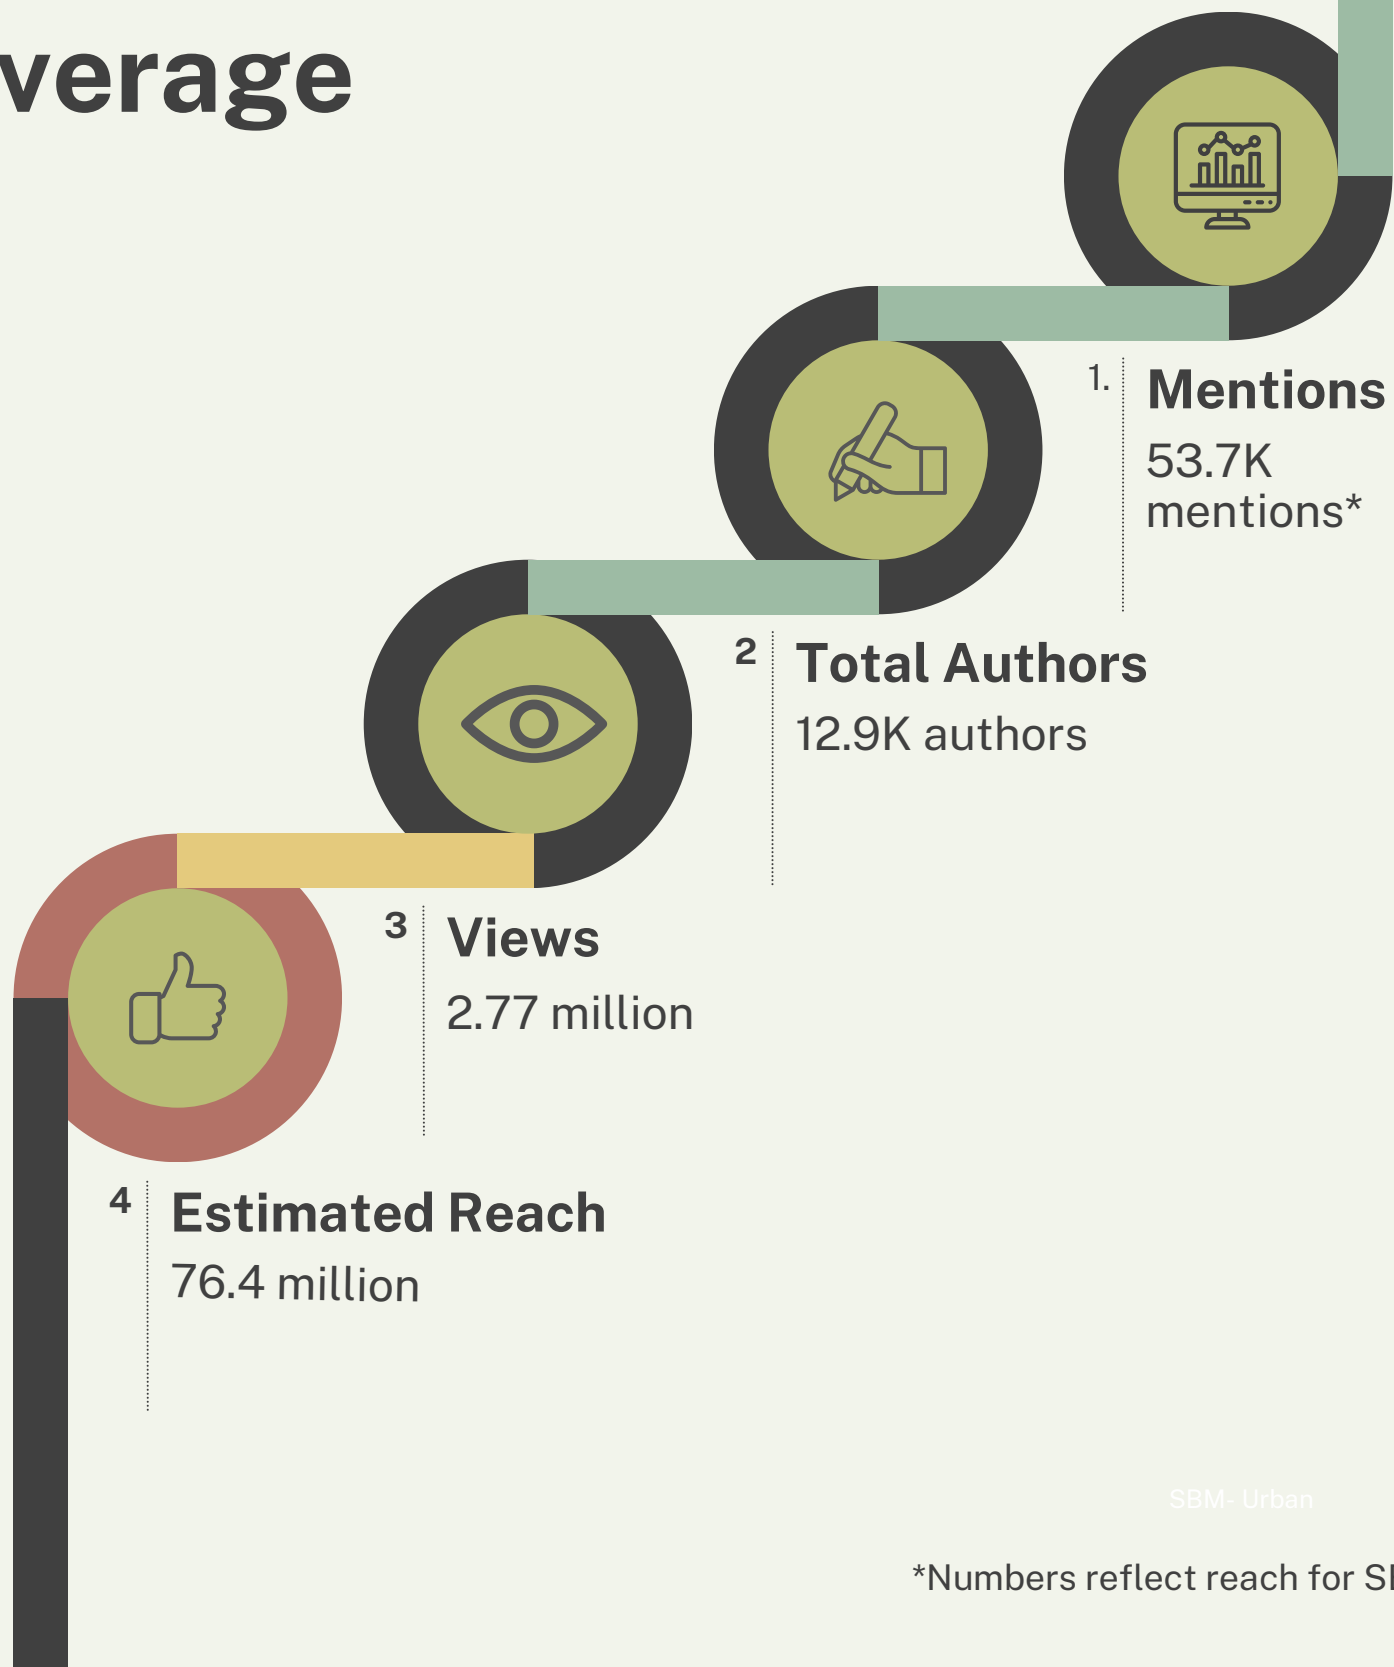 verage
1.
Mentions
53.7K
mentions*
2
Total Authors
12.9K authors
3
Views
2.77 million
4
Estimated Reach
76.4 million
SBM- Urban
*Numbers reflect reach for